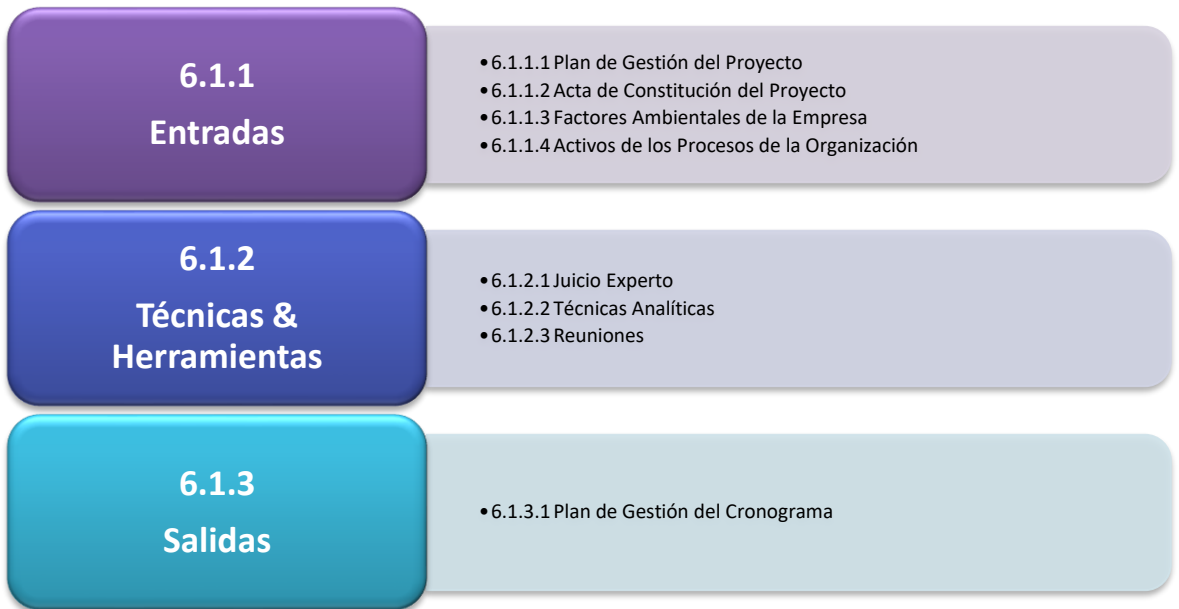 6.1.1
Entradas
•6.1.1.1 Plan de Gestión del Proyecto
•6.1.1.2 Acta de Constitución del Proyecto
•6.1.1.3 Factores Ambientales de la Empresa
•6.1.1.4 Activos de los Procesos de la Organización
6.1.2
Técnicas &
Herramientas
•6.1.2.1 Juicio Experto
•6.1.2.2 Técnicas Analíticas
•6.1.2.3 Reuniones
6.1.3
Salidas
•6.1.3.1 Plan de Gestión del Cronograma